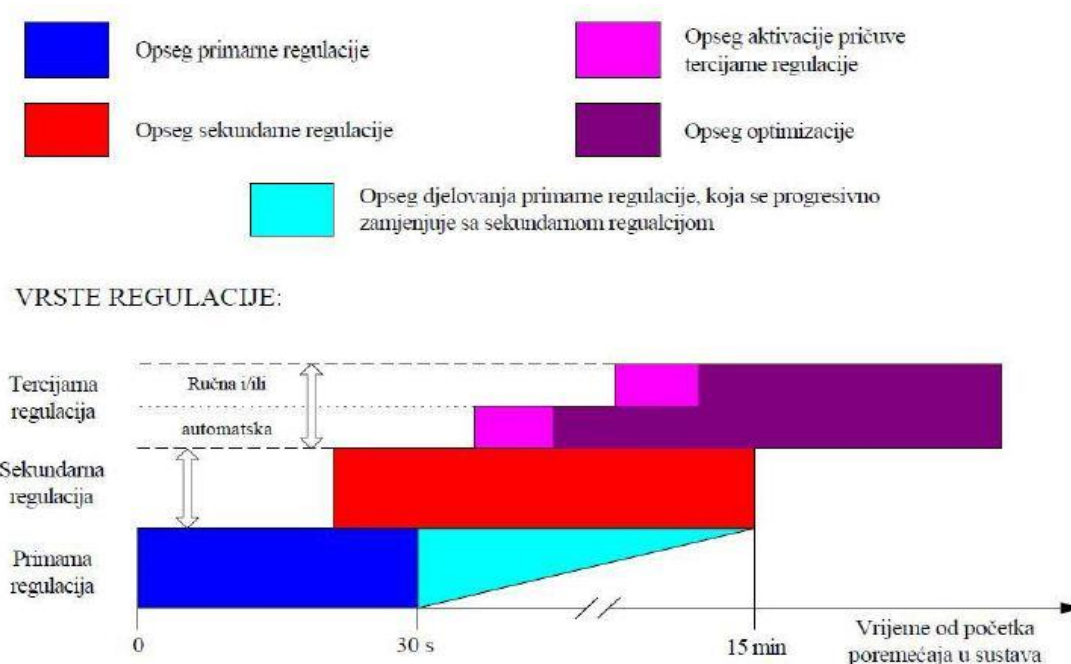 Opseg primarne regulacije
Opseg aktivacije pričuve
tercijarne regulacije
Opseg sekundarne regulacije
Opseg optimizacije
Opseg djelovanja primarne regulacije, koja se progresivno
zamjenjuje sa sekundarnom regualcijom
VRSTE REGULACIJE:
Tercijarna
regulacija
Ručna i/ili
automatska
Sekundarna
regulacija
Primarna
regulacija
0
30 s
15 min
Vrijeme od početka
poremećaja u sustava